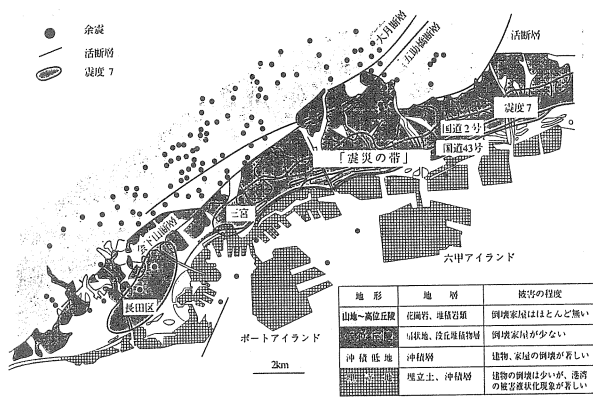 余震
活断層
震度 7
大月断層
五助橋断層
活断層
震度 7
国道 2 号
国道43号
「震災の帯」
三宮
会下山断層
長田区
六甲アイランド
ポートアイランド
2km
地 形 地 層 被害の程度
山地〜高位丘陵 花崗岩、堆積岩類 倒壊家屋はほとんど無い
扇状地、段丘堆積物層 倒壊家屋が少ない
沖積低地 沖積層 建物、家屋の倒壊が著しい
埋立土、沖積層 建物の倒壊は少いが、港湾
の被害液状化現象が著しい